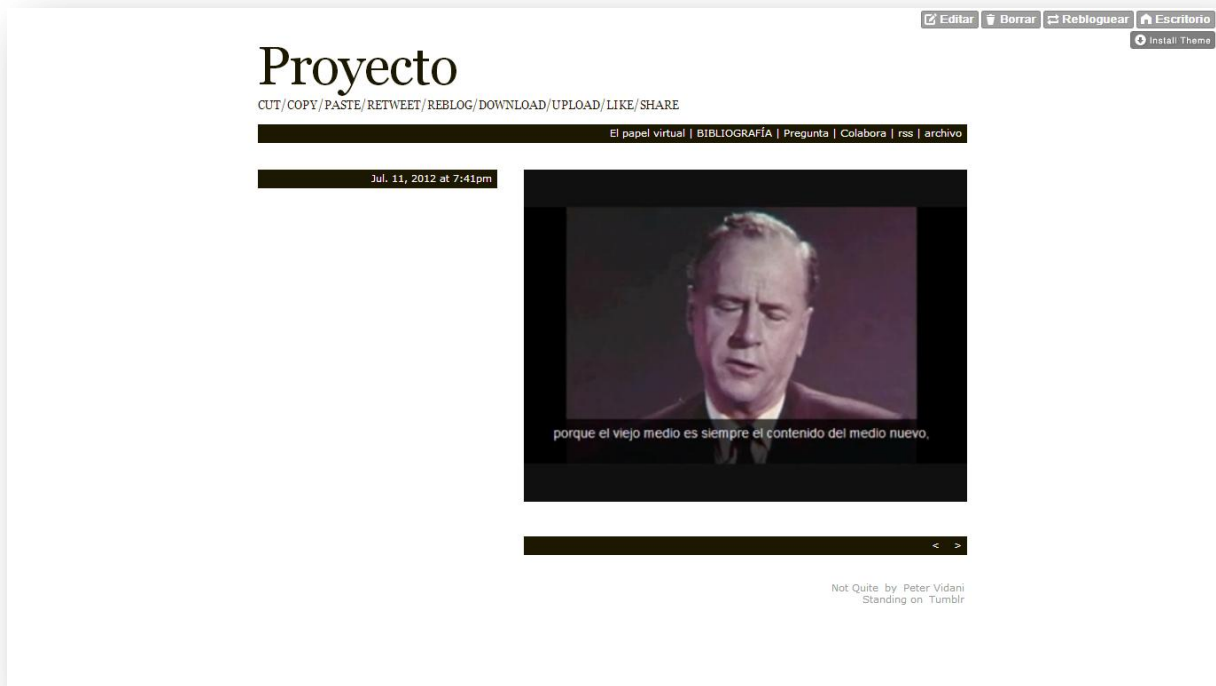 Editar Borrar Rebloguear Escritorio
Install Theme
Proyecto
CUT/COPY/PASTE/RETWEET/REBLOG/DOWNLOAD/UPLOAD/LIKE/SHARE
El papel virtual | BIBLIOGRAFÍA | Pregunta | Colabora | rss | archivo
Jul. 11, 2012 at 7:41pm
porque el viejo medio es siempre el contenido del medio nuevo,
< >
Not Quite by Peter Vidani
Standing on Tumblr